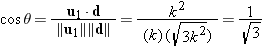 cos θ = u₁ · d / ‖u₁‖‖d‖ = k² / (k)(√3k²) = 1 / √3